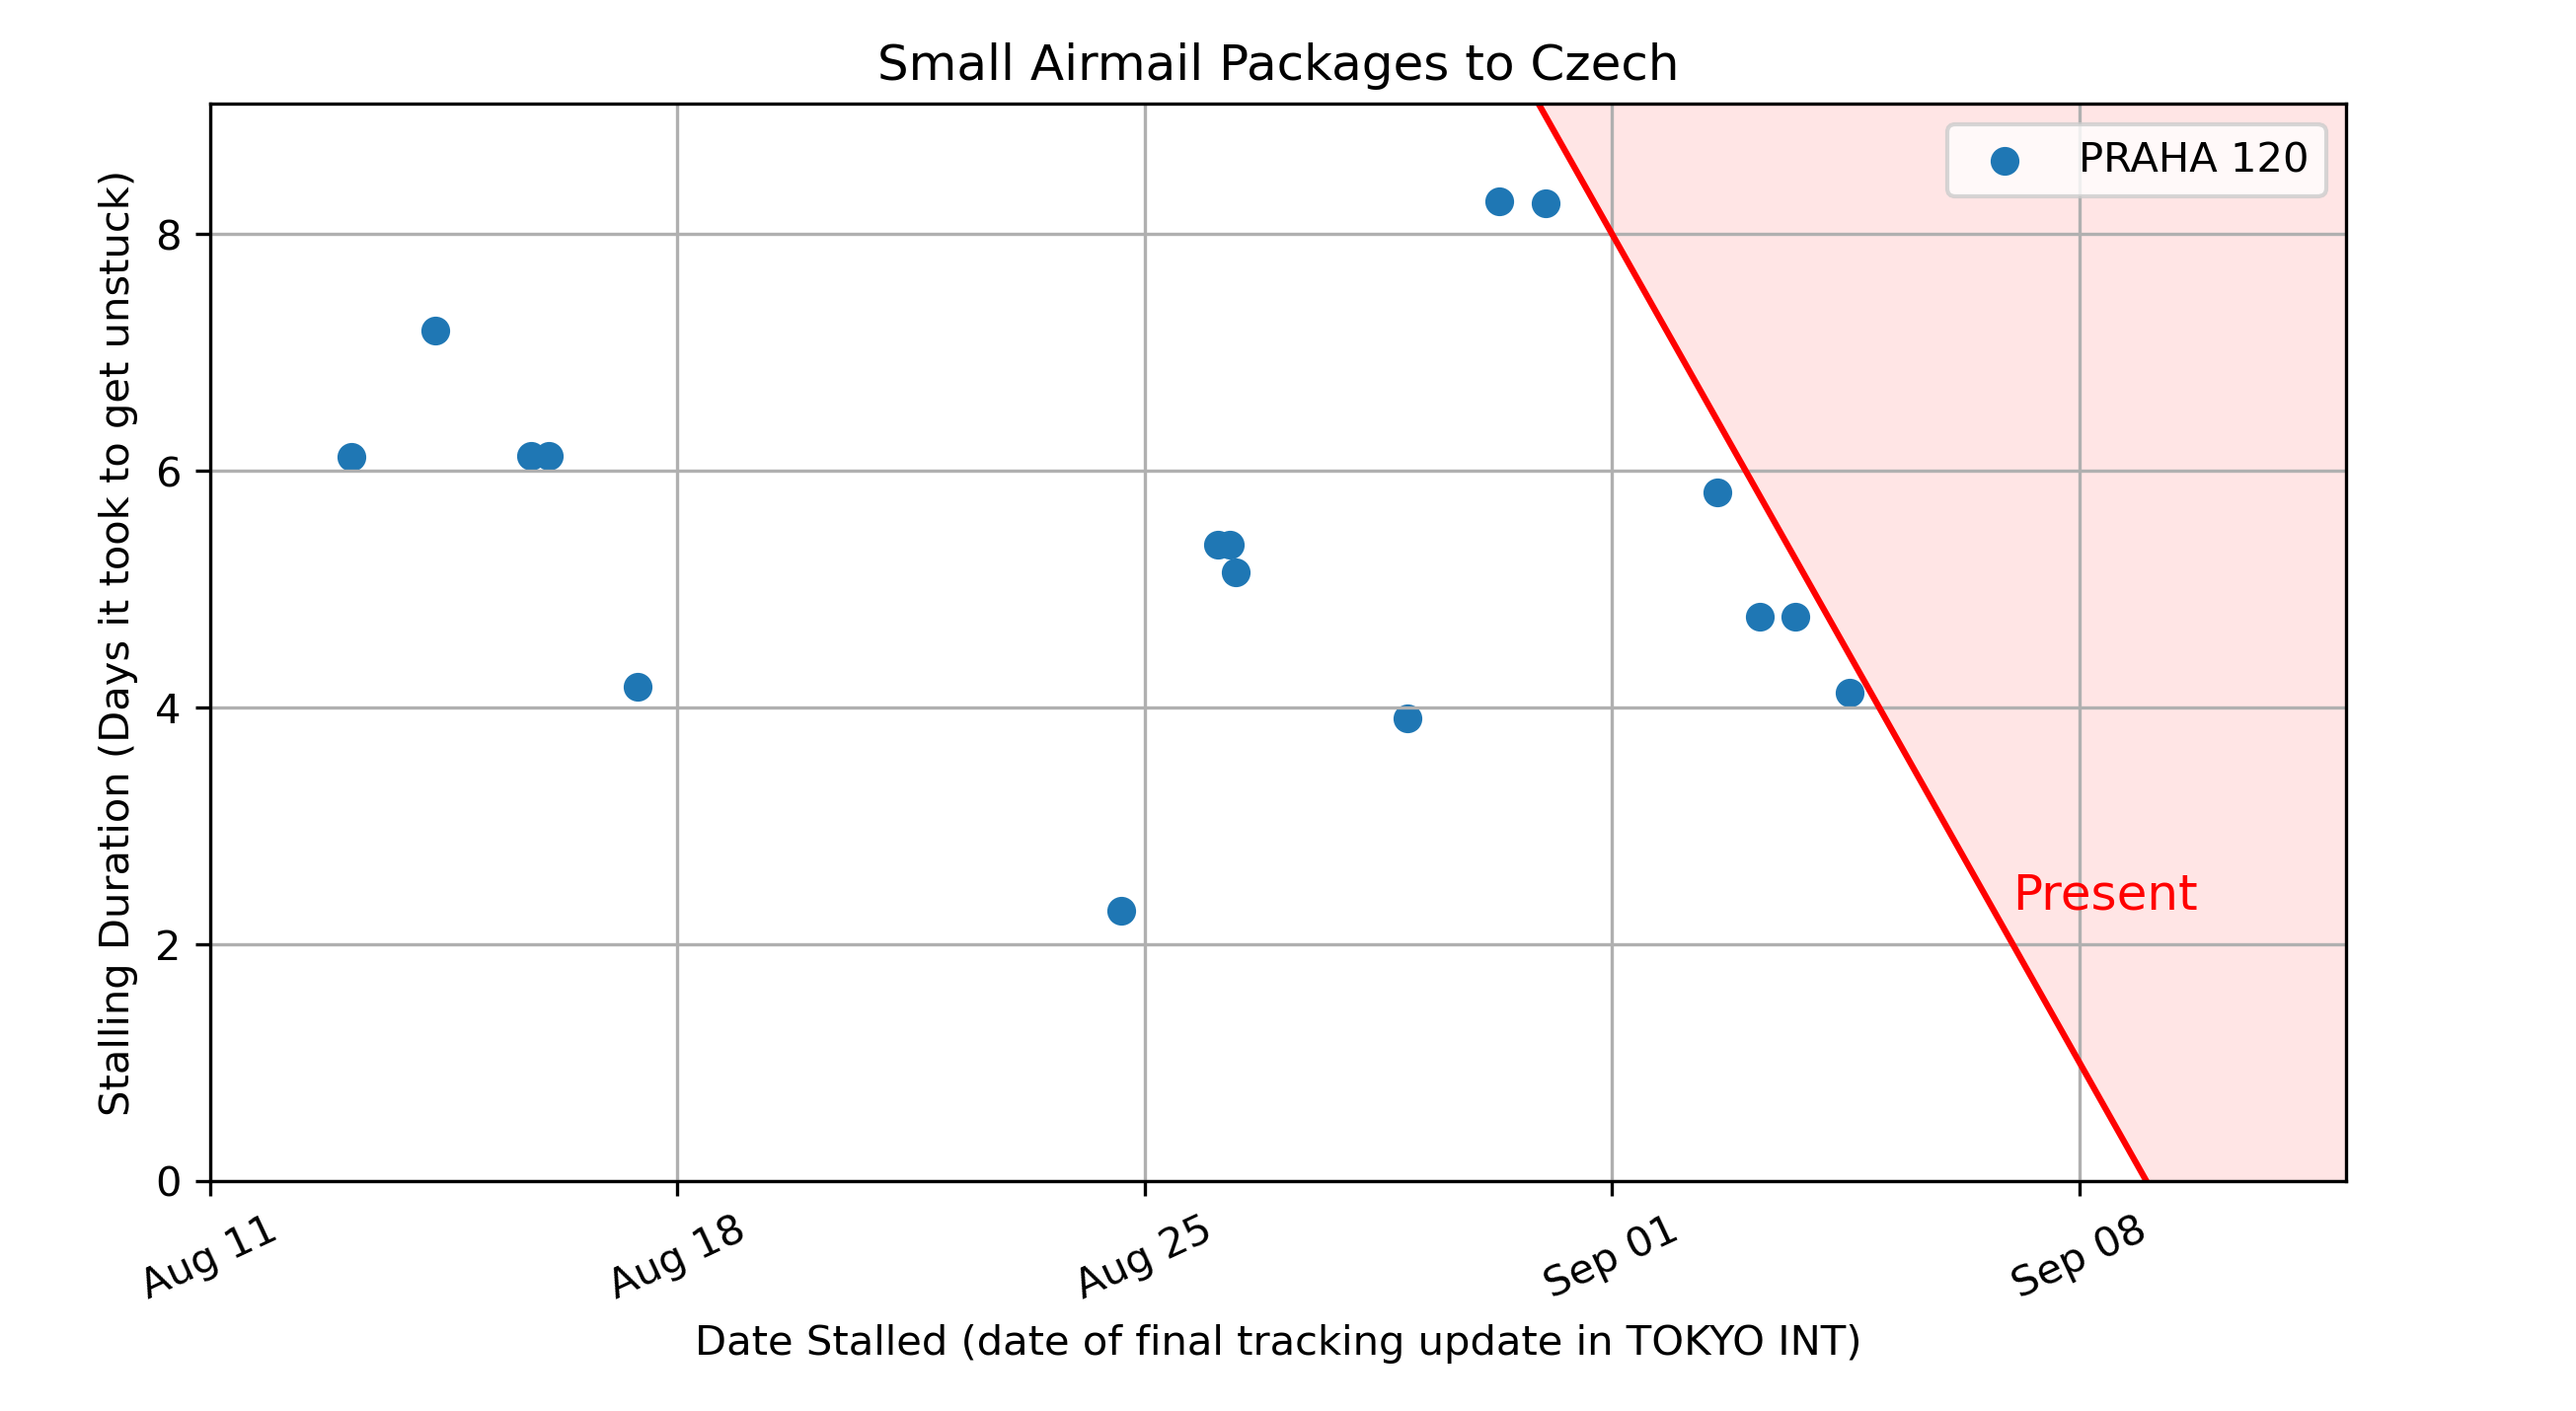 Small Airmail Packages to Czech
PRAHA 120
Stalling Duration (Days it took to get unstuck)
8
6
4
2
0
Present
Aug 11
Aug 18
Aug 25
Sep 01
Sep 08
Date Stalled (date of final tracking update in TOKYO INT)